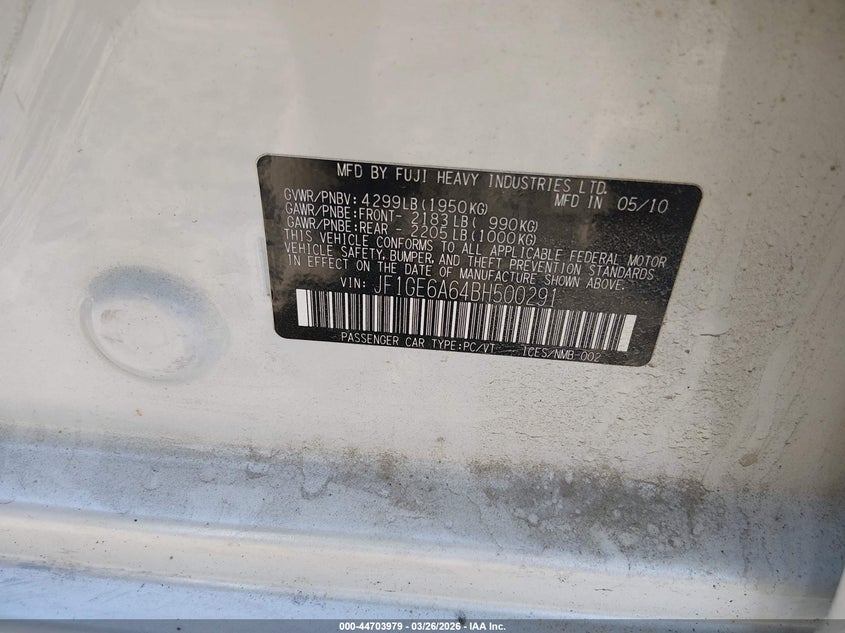 MFD BY FUJI HEAVY INDUSTRIES LTD.
GVWR/PNBV: 4299LB(1950KG) MFD IN 05/10
GAWR/PNBE:FRONT- 2183LB( 990KG)
GAWR/PNBE:REAR - 2205LB(1000KG)
THIS VEHICLE CONFORMS TO ALL APPLICABLE FEDERAL MOTOR
VEHICLE SAFETY, BUMPER, AND THEFT PREVENTION STANDARDS
IN EFFECT ON THE DATE OF MANUFACTURE SHOWN ABOVE.
VIN: JF1GE6A64BH500291
PASSENGER CAR TYPE:PC/VT ICES/NMB-002
000-44703979 | 03/26/2026 | IAA Inc.